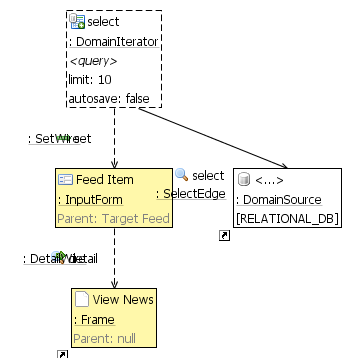 select
: DomainIterator
<query>
limit: 10
autosave: false
: SetWire
set
Feed Item
: InputForm
Parent: Target Feed
select
: SelectEdge
<...>
: DomainSource
[RELATIONAL_DB]
detail
View News
: Frame
Parent: null